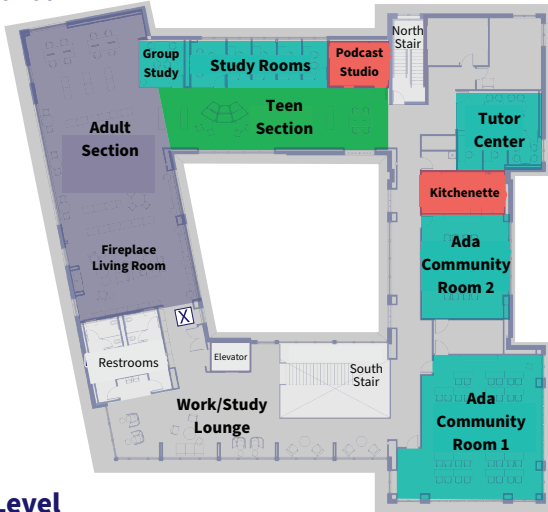 North
Stair
Group
Study
Study Rooms
Podcast
Studio
Teen
Section
Adult
Section
Tutor
Center
Kitchenette
Fireplace
Living Room
Ada
Community
Room 2
X
Restrooms
Elevator
South
Stair
Work/Study
Lounge
Ada
Community
Room 1
Level